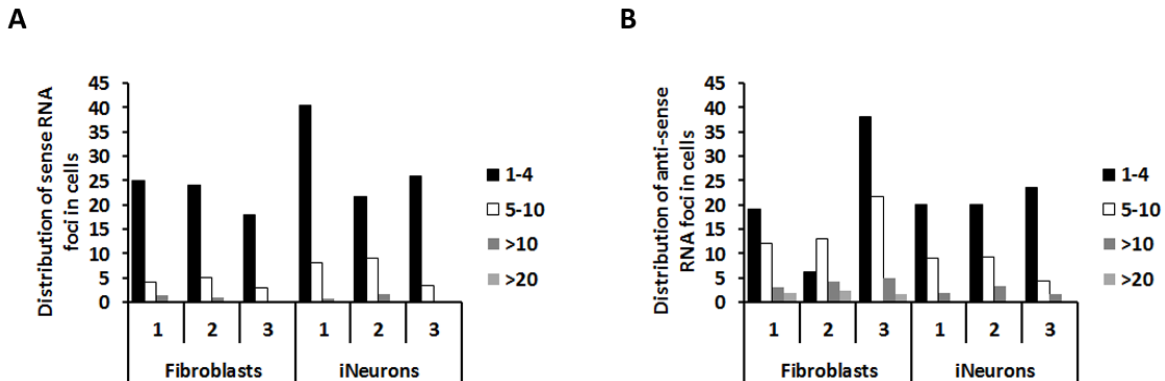 A
Distribution of sense RNA
foci in cells
45
40
35
30
25
20
15
10
5
0
1 2 3 1 2 3
Fibroblasts iNeurons
1-4
5-10
>10
>20
B
Distribution of anti-sense
RNA foci in cells
45
40
35
30
25
20
15
10
5
0
1 2 3 1 2 3
Fibroblasts iNeurons
1-4
5-10
>10
>20